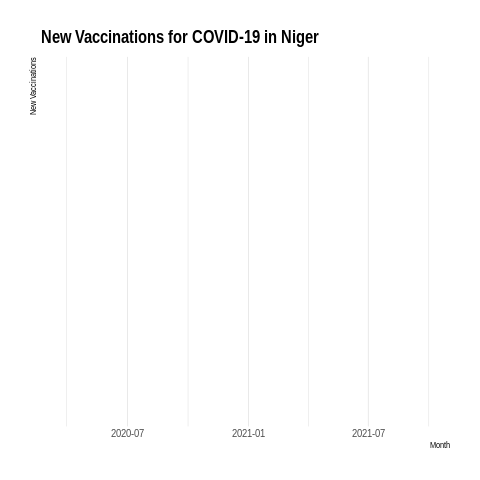 New Vaccinations for COVID-19 in Niger
New Vaccinations
2020-07
2021-01
2021-07
Month